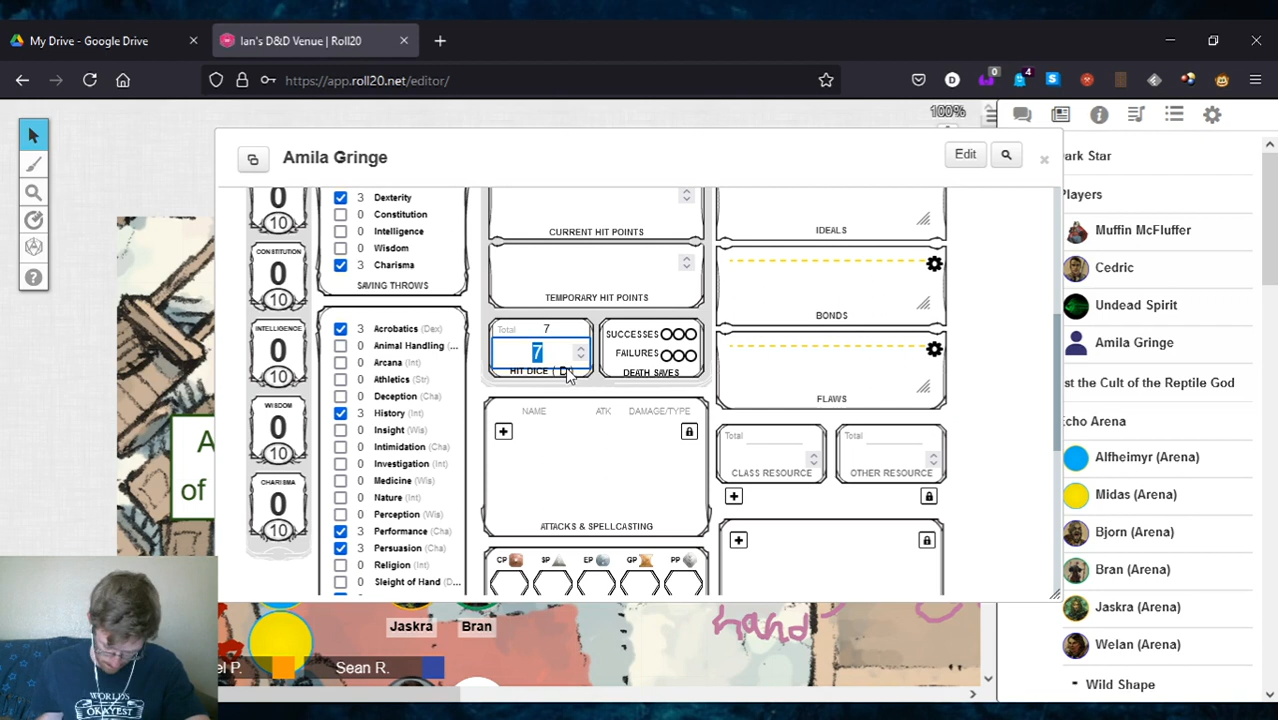 My Drive - Google Drive
Ian's D&D Venue | Roll20
https://app.roll20.net/editor/
0
4
100%
Amila Gringe
Edit
0
10
CONSTITUTION
0
10
INTELLIGENCE
0
10
WISDOM
0
10
CHARISMA
0
10
3 Dexterity
0 Constitution
0 Intelligence
0 Wisdom
3 Charisma
SAVING THROWS
3 Acrobatics (Dex)
0 Animal Handling (...
0 Arcana (Int)
0 Athletics (Str)
0 Deception (Cha)
3 History (Int)
0 Insight (Wis)
0 Intimidation (Cha)
0 Investigation (Int)
0 Medicine (Wis)
0 Nature (Int)
0 Perception (Wis)
3 Performance (Cha)
3 Persuasion (Cha)
0 Religion (Int)
0 Sleight of Hand (D...
CURRENT HIT POINTS
TEMPORARY HIT POINTS
Total 7
7
HIT DICE ( D
SUCCESSES
FAILURES
DEATH SAVES
NAME ATK DAMAGE/TYPE
ATTACKS & SPELLCASTING
CP SP EP GP PP
IDEALS
BONDS
FLAWS
Total
CLASS RESOURCE
Total
OTHER RESOURCE
ark Star
Players
Muffin McFluffer
Cedric
Undead Spirit
Amila Gringe
st the Cult of the Reptile God
Echo Arena
Alfheimyr (Arena)
Midas (Arena)
Bjorn (Arena)
Bran (Arena)
Jaskra (Arena)
Welan (Arena)
Wild Shape
A
of
Jaskra
Bran
el P.
Sean R.
hand
WORLD'S
OKAYEST